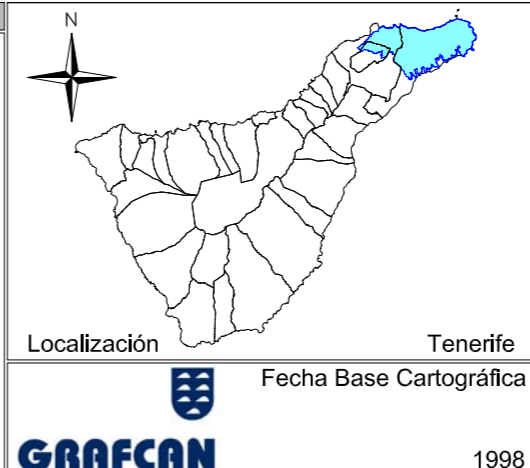 N
Localización
Tenerife
Fecha Base Cartográfica
GRAFCAN
1998